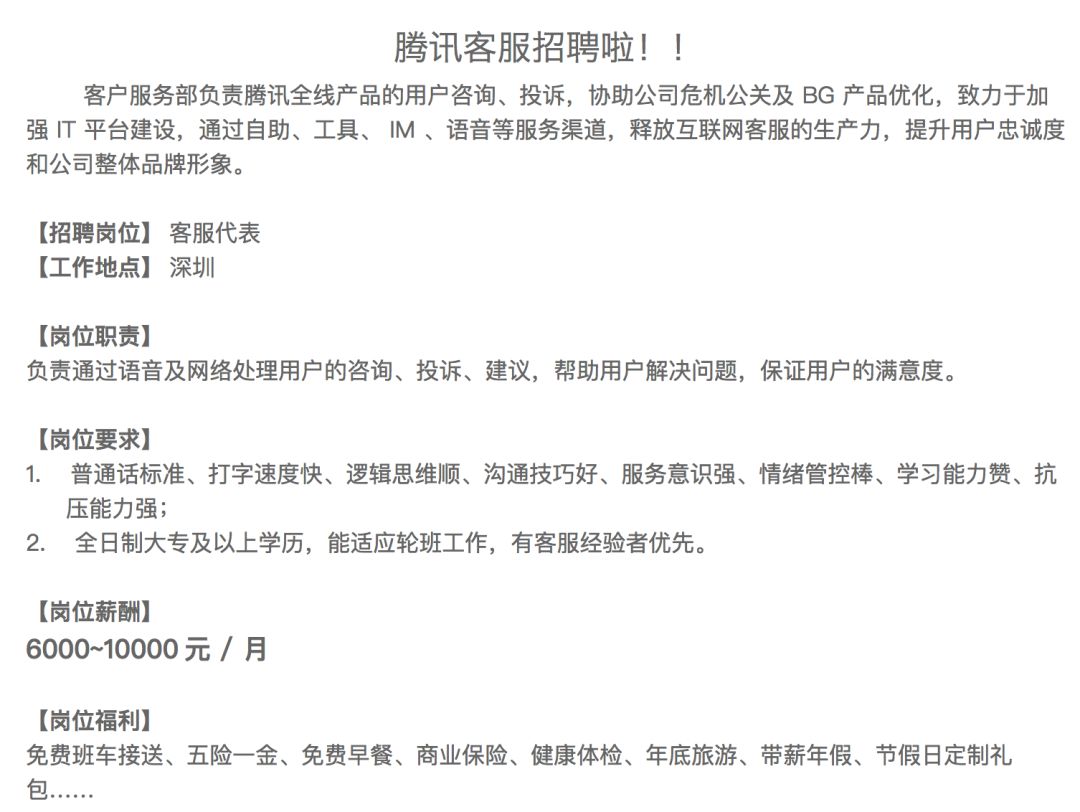 腾讯客服招聘啦！！
客户服务部负责腾讯全线产品的用户咨询、投诉，协助公司危机公关及 BG 产品优化，致力于加
强 IT 平台建设，通过自助、工具、 IM 、语音等服务渠道，释放互联网客服的生产力，提升用户忠诚度
和公司整体品牌形象。
【招聘岗位】 客服代表
【工作地点】 深圳
【岗位职责】
负责通过语音及网络处理用户的咨询、投诉、建议，帮助用户解决问题，保证用户的满意度。
【岗位要求】
1. 普通话标准、打字速度快、逻辑思维顺、沟通技巧好、服务意识强、情绪管控棒、学习能力赞、抗
压能力强；
2. 全日制大专及以上学历，能适应轮班工作，有客服经验者优先。
【岗位薪酬】
6000~10000 元 / 月
【岗位福利】
免费班车接送、五险一金、免费早餐、商业保险、健康体检、年底旅游、带薪年假、节假日定制礼
包……